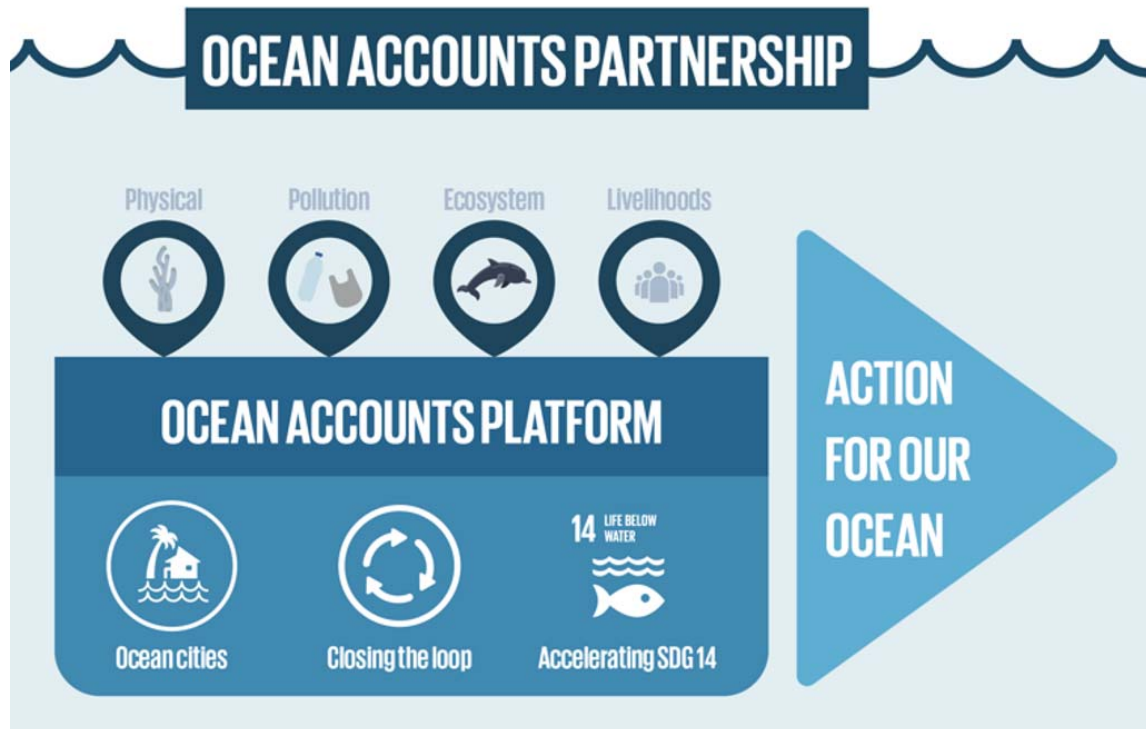 OCEAN ACCOUNTS PARTNERSHIP
Physical
Pollution
Ecosystem
Livelihoods
OCEAN ACCOUNTS PLATFORM
14 LIFE BELOW
WATER
Ocean cities
Closing the loop
Accelerating SDG 14
ACTION
FOR OUR
OCEAN